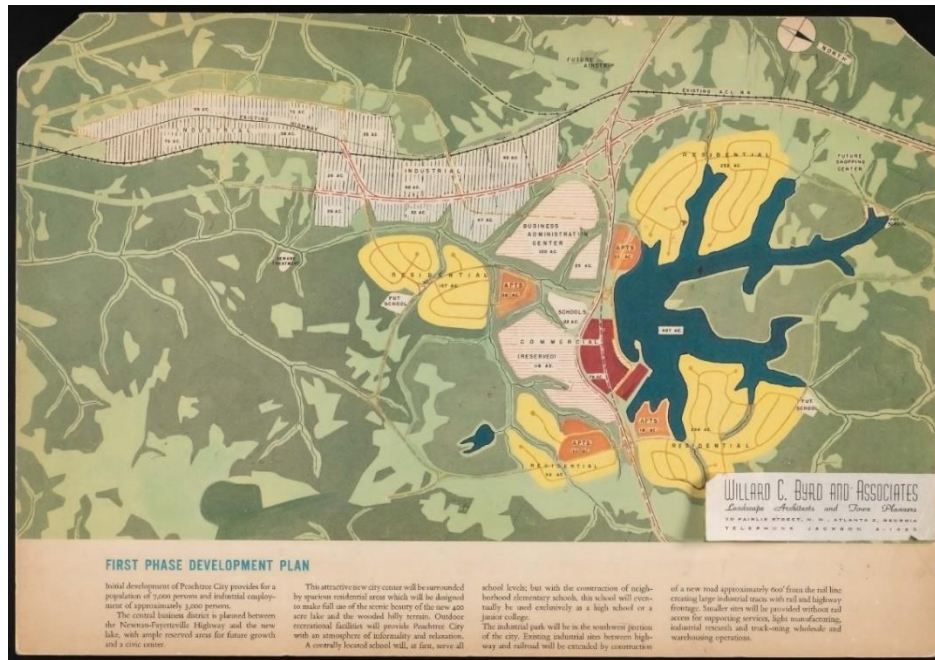 FUTURE
AIRSTRIP
NORTH
EXISTING ACL RR
INDUSTRIAL
EXISTING
INDUSTRIAL
RESIDENTIAL
FUTURE
SHOPPING
CENTER
BUSINESS
ADMINISTRATION
CENTER
APTS
SEWAGE
TREATMENT
RESIDENTIAL
FUT
SCHOOL
APTS
SCHOOLS
COMMERCIAL
(RESERVED)
FUT
SCHOOL
APTS
APTS
RESIDENTIAL
RESIDENTIAL
WILLARD C. BYRD AND ASSOCIATES
Landscape Architects and Town Planners
70 FAIRLIE STREET, N. W., ATLANTA 3, GEORGIA
TELEPHONE JACKSON
FIRST PHASE DEVELOPMENT PLAN
Initial development of Peachtree City provides for a
population of 7,000 persons and industrial employ-
ment of approximately 3,000 persons.
The central business district is planned between
the Newnan-Fayetteville Highway and the new
lake, with ample reserved areas for future growth
and a civic center.
This attractive new city center will be surrounded
by spacious residential areas which will be designed
to make full use of the scenic beauty of the new 400
acre lake and the wooded hilly terrain. Outdoor
recreational facilities will provide Peachtree City
with an atmosphere of informality and relaxation.
A centrally located school will, at first, serve all
school levels; but with the construction of neigh-
borhood elementary schools, this school will even-
tually be used exclusively as a high school or a
junior college.
The industrial park will be in the southwest portion
of the city. Existing industrial sites between high-
way and railroad will be extended by construction
of a new road approximately 600' from the rail line
creating large industrial tracts with rail and highway
frontage. Smaller sites will be provided without rail
access for supporting services, light manufacturing,
industrial research and truck-using wholesale and
warehousing operations.